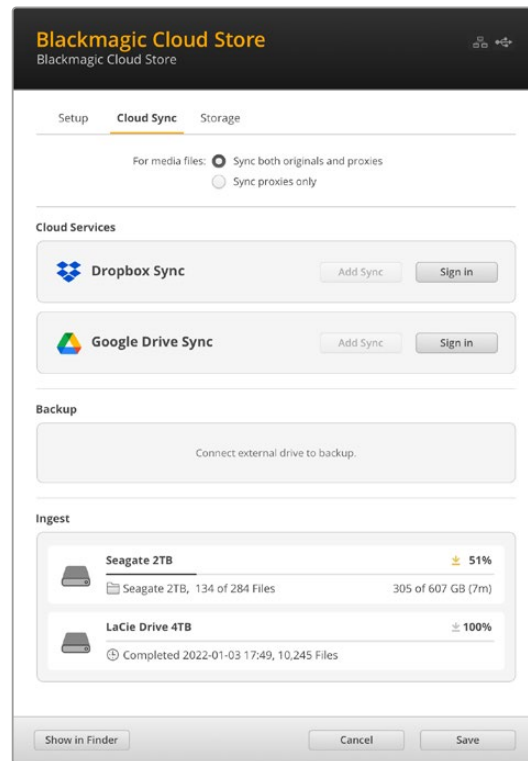 Blackmagic Cloud Store
Blackmagic Cloud Store
Setup Cloud Sync Storage
For media files: Sync both originals and proxies
Sync proxies only
Cloud Services
Dropbox Sync Add Sync Sign in
Google Drive Sync Add Sync Sign in
Backup
Connect external drive to backup.
Ingest
Seagate 2TB 51%
Seagate 2TB, 134 of 284 Files 305 of 607 GB (7m)
LaCie Drive 4TB 100%
Completed 2022-01-03 17:49, 10,245 Files
Show in Finder Cancel Save